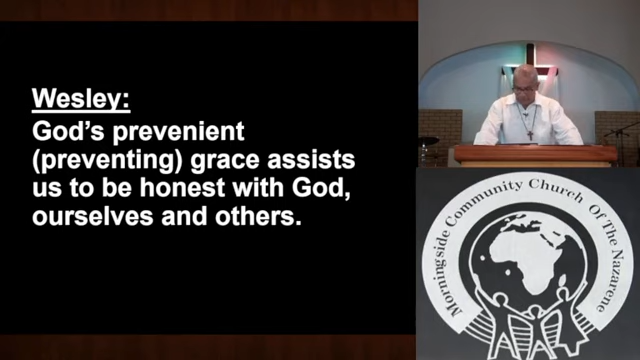 Wesley:
God's prevenient
(preventing) grace assists
us to be honest with God,
ourselves and others.
Morningside Community Church Of The Nazarene